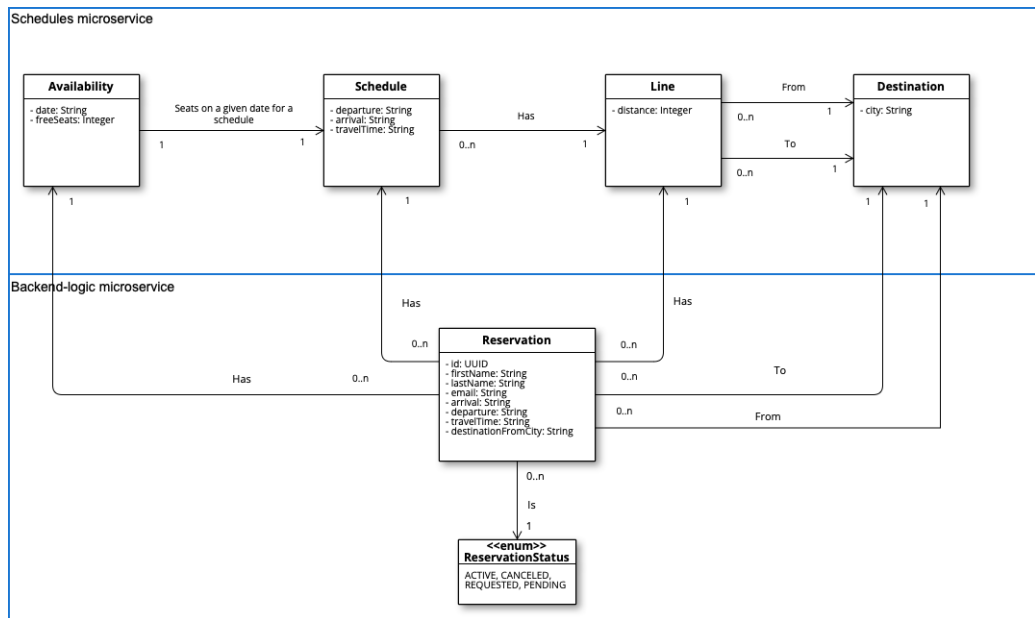 Schedules microservice
Availability
- date: String
- freeSeats: Integer
Seats on a given date for a
schedule
1
1
Schedule
- departure: String
- arrival: String
- travelTime: String
Has
0..n
1
Line
- distance: Integer
From
0..n
1
To
0..n
1
Destination
- city: String
1
1
1
1
1
Backend-logic microservice
Has
0..n
Has
0..n
Reservation
- id: UUID
- firstName: String
- lastName: String
- email: String
- arrival: String
- departure: String
- travelTime: String
- destinationFromCity: String
Has
0..n
0..n
To
0..n
From
0..n
Is
1
<<enum>>
ReservationStatus
ACTIVE, CANCELED,
REQUESTED, PENDING